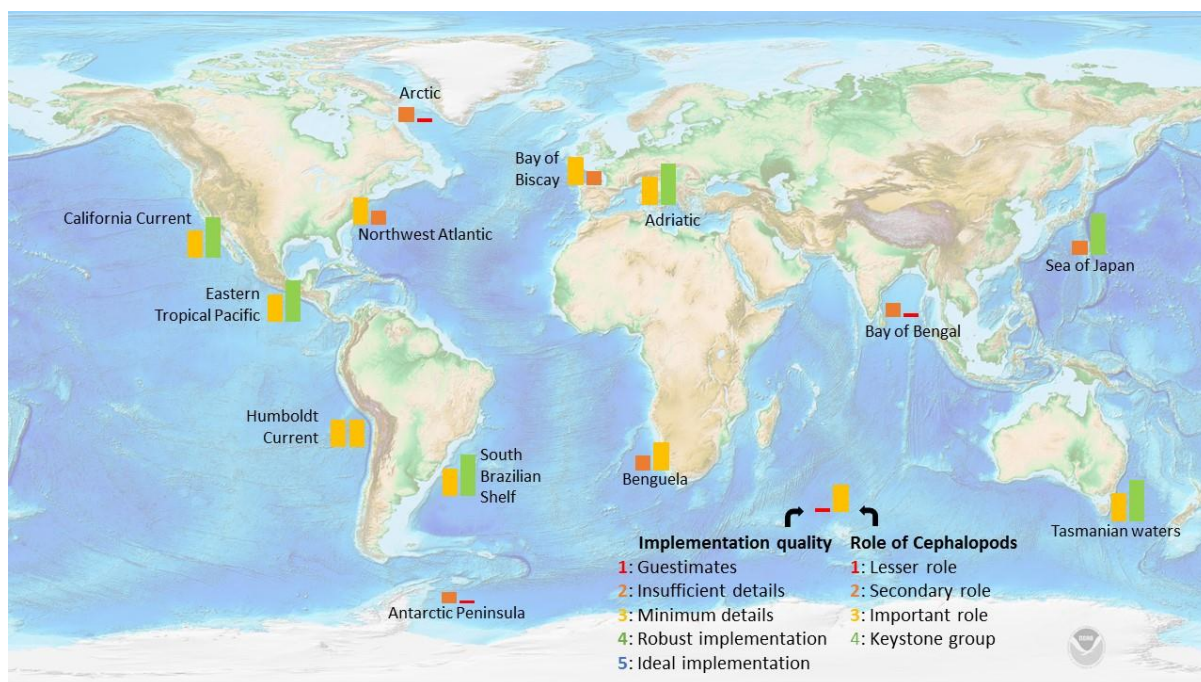 Arctic
Bay of
Biscay
Adriatic
California Current
Northwest Atlantic
Sea of Japan
Eastern
Tropical Pacific
Bay of Bengal
Humboldt
Current
South
Brazilian
Shelf
Benguela
Tasmanian waters
Implementation quality
1: Guestimates
2: Insufficient details
3: Minimum details
4: Robust implementation
5: Ideal implementation
Role of Cephalopods
1: Lesser role
2: Secondary role
3: Important role
4: Keystone group
Antarctic Peninsula